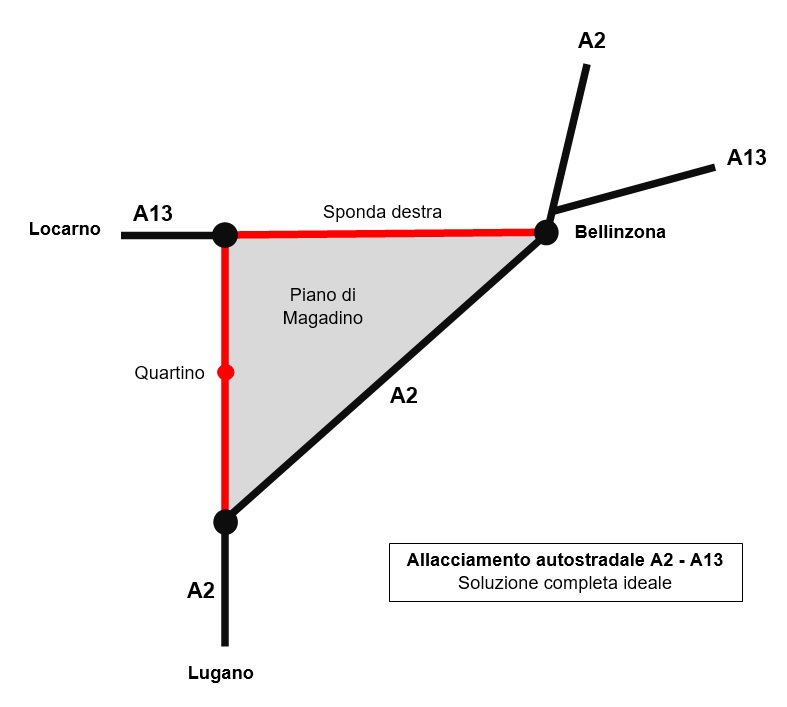 A2
A13
A13
Sponda destra
Locarno
Bellinzona
Piano di
Magadino
Quartino
A2
Allacciamento autostradale A2 - A13
Soluzione completa ideale
A2
Lugano